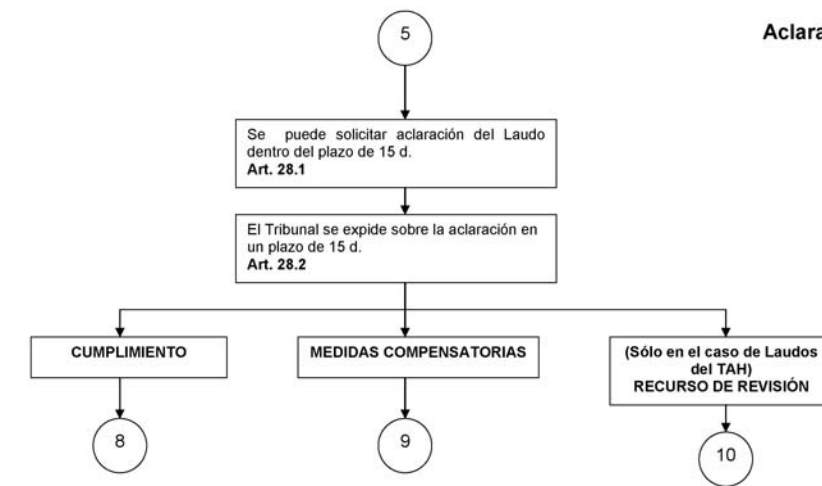 5
Aclara
Se puede solicitar aclaración del Laudo
dentro del plazo de 15 d.
Art. 28.1
El Tribunal se expide sobre la aclaración en
un plazo de 15 d.
Art. 28.2
CUMPLIMIENTO
MEDIDAS COMPENSATORIAS
(Sólo en el caso de Laudos
del TAH)
RECURSO DE REVISIÓN
8
9
10